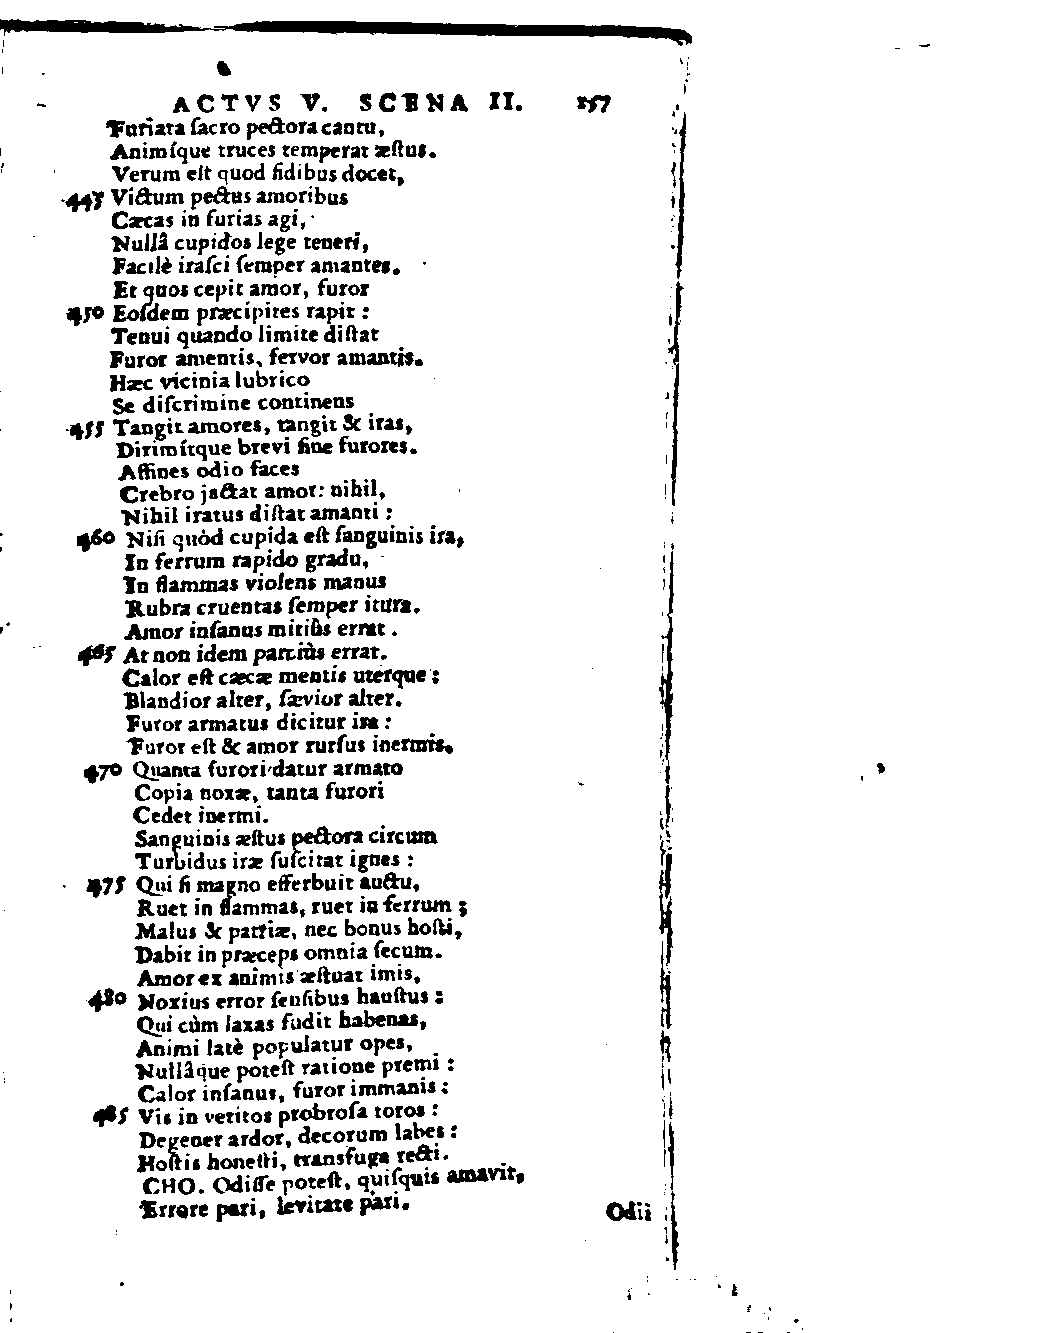 ACTVS V. SCENA II. 157
Furiata ſacro pectora cantu,
Animſque truces temperat æſtus.
Verum eſt quod fidibus docet,
445 Victum pectus amoribus
Cæcas in furias agi,
Nullâ cupidos lege teneri,
Facilè iraſci ſemper amantes.
Et quos cepit amor, furor
450 Eoſdem præcipites rapit :
Tenui quando limite diſtat
Furor amentis, fervor amantis.
Hæc vicinia lubrico
Se diſcrimine continens
455 Tangit amores, tangit & iras,
Dirimſtque brevi fine furores.
Affines odio faces
Crebro jactat amor: nihil,
Nihil iratus diſtat amanti :
460 Niſi quòd cupida eſt ſanguinis ira,
In ferrum rapido gradu,
In flammas violens manus
Rubra cruentas ſemper itura.
Amor inſanus mitiùs errat .
465 At non idem parciùs errat.
Calor eſt cæcæ mentis uterque :
Blandior alter, ſævior alter.
Furor armatus dicitur ira :
Furor eſt & amor rurſus inermis.
470 Quanta furori datur armato
Copia noxæ, tanta furori
Cedet inermi.
Sanguinis æſtus pectora circum
Turbidus iræ ſuſcitat ignes :
475 Qui ſi magno efferbuit auctu,
Ruet in flammas, ruet in ferrum ;
Malus & partiæ, nec bonus hoſti,
Dabit in præceps omnia ſecum.
Amor ex animis æſtuat imis,
480 Noxius error ſenſibus hauſtus :
Qui cùm laxas fudit habenas,
Animi latè populatur opes,
Nullâque poteſt ratione premi :
Calor inſanus, furor immanis :
485 Vis in vetitos probroſa toros :
Degener ardor, decorum labes :
Hoſtis honeſti, transfuga recti.
CHO. Odiſſe poteſt, quiſquis amavit,
Errore pari, levitate pari.
Odii